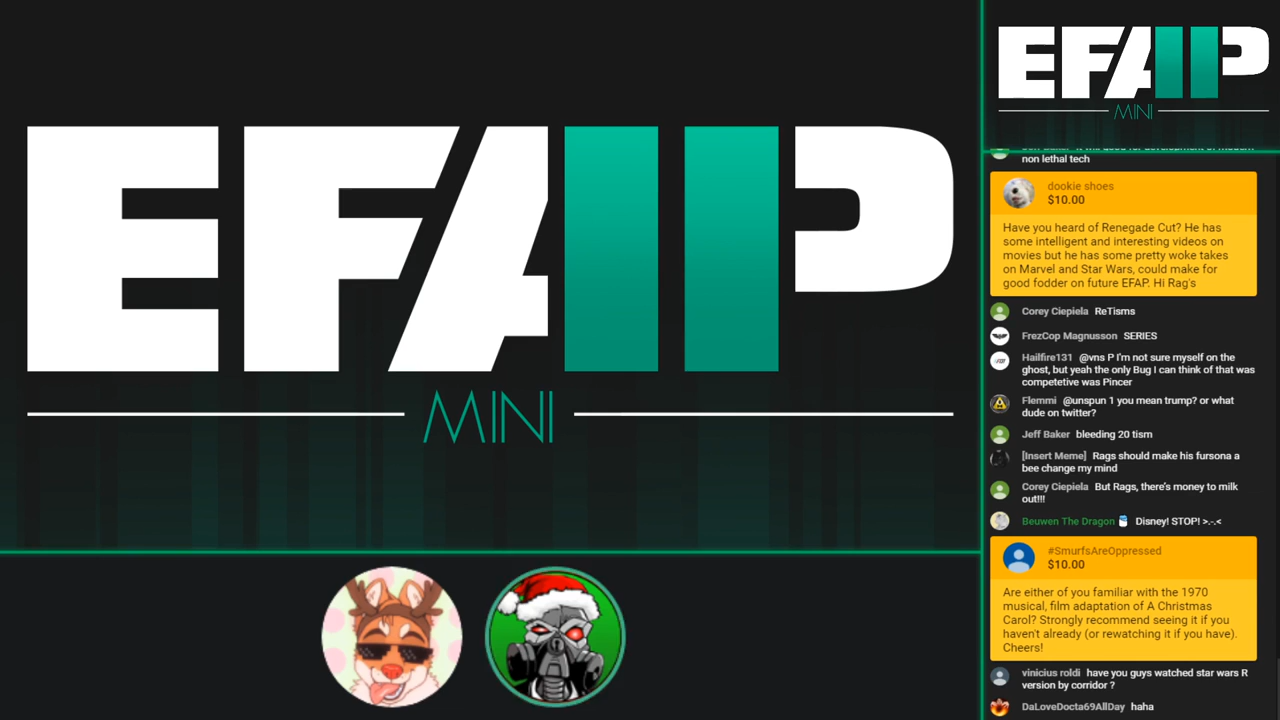 EFAP
MINI
EFAP
MINI
non lethal tech
dookie shoes
$10.00
Have you heard of Renegade Cut? He has
some intelligent and interesting videos on
movies but he has some pretty woke takes
on Marvel and Star Wars, could make for
good fodder on future EFAP. Hi Rag's
Corey Ciepiela ReTisms
FrezCop Magnusson SERIES
Hailfire131 @vns P I'm not sure myself on the
ghost, but yeah the only Bug I can think of that was
competetive was Pincer
Flemmi @unspun 1 you mean trump? or what
dude on twitter?
Jeff Baker bleeding 20 tism
[Insert Meme] Rags should make his fursona a
bee change my mind
Corey Ciepiela But Rags, there's money to milk
out!!!
Beuwen The Dragon Disney! STOP! >.-.<
#SmurfsAreOppressed
$10.00
Are either of you familiar with the 1970
musical, film adaptation of A Christmas
Carol? Strongly recommend seeing it if you
haven't already (or rewatching it if you have).
Cheers!
vinicius roldi have you guys watched star wars R
version by corridor ?
DaLoveDocta69AllDay haha